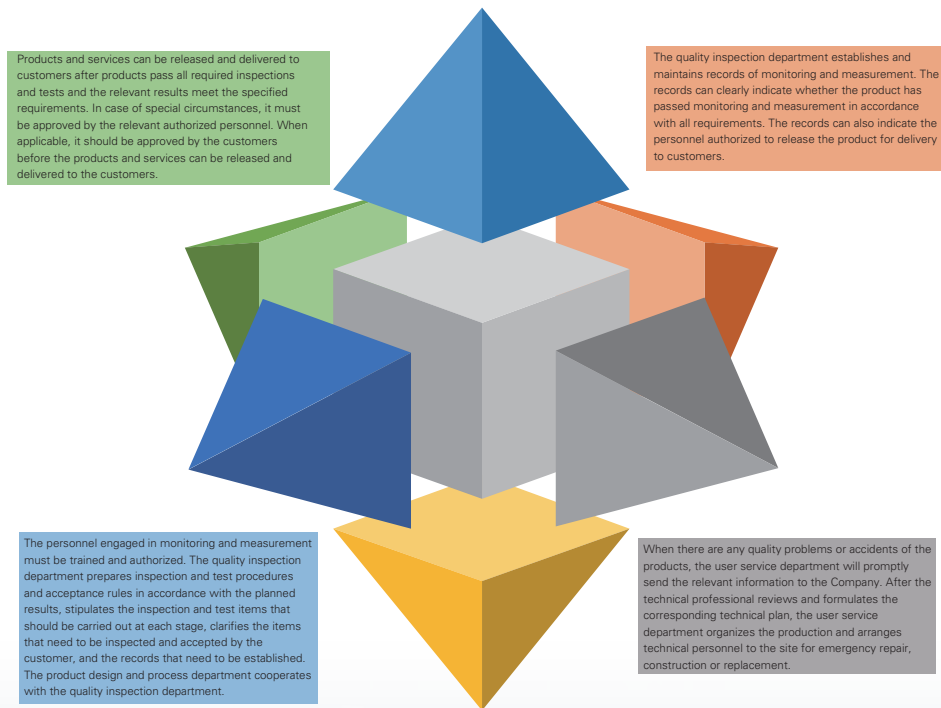 Products and services can be released and delivered to
customers after products pass all required inspections
and tests and the relevant results meet the specified
requirements. In case of special circumstances, it must
be approved by the relevant authorized personnel. When
applicable, it should be approved by the customers
before the products and services can be released and
delivered to the customers.
The quality inspection department establishes and
maintains records of monitoring and measurement. The
records can clearly indicate whether the product has
passed monitoring and measurement in accordance
with all requirements. The records can also indicate the
personnel authorized to release the product for delivery
to customers.
The personnel engaged in monitoring and measurement
must be trained and authorized. The quality inspection
department prepares inspection and test procedures
and acceptance rules in accordance with the planned
results, stipulates the inspection and test items that
should be carried out at each stage, clarifies the items
that need to be inspected and accepted by the
customer, and the records that need to be established.
The product design and process department cooperates
with the quality inspection department.
When there are any quality problems or accidents of the
products, the user service department will promptly
send the relevant information to the Company. After the
technical professional reviews and formulates the
corresponding technical plan, the user service
department organizes the production and arranges
technical personnel to the site for emergency repair,
construction or replacement.